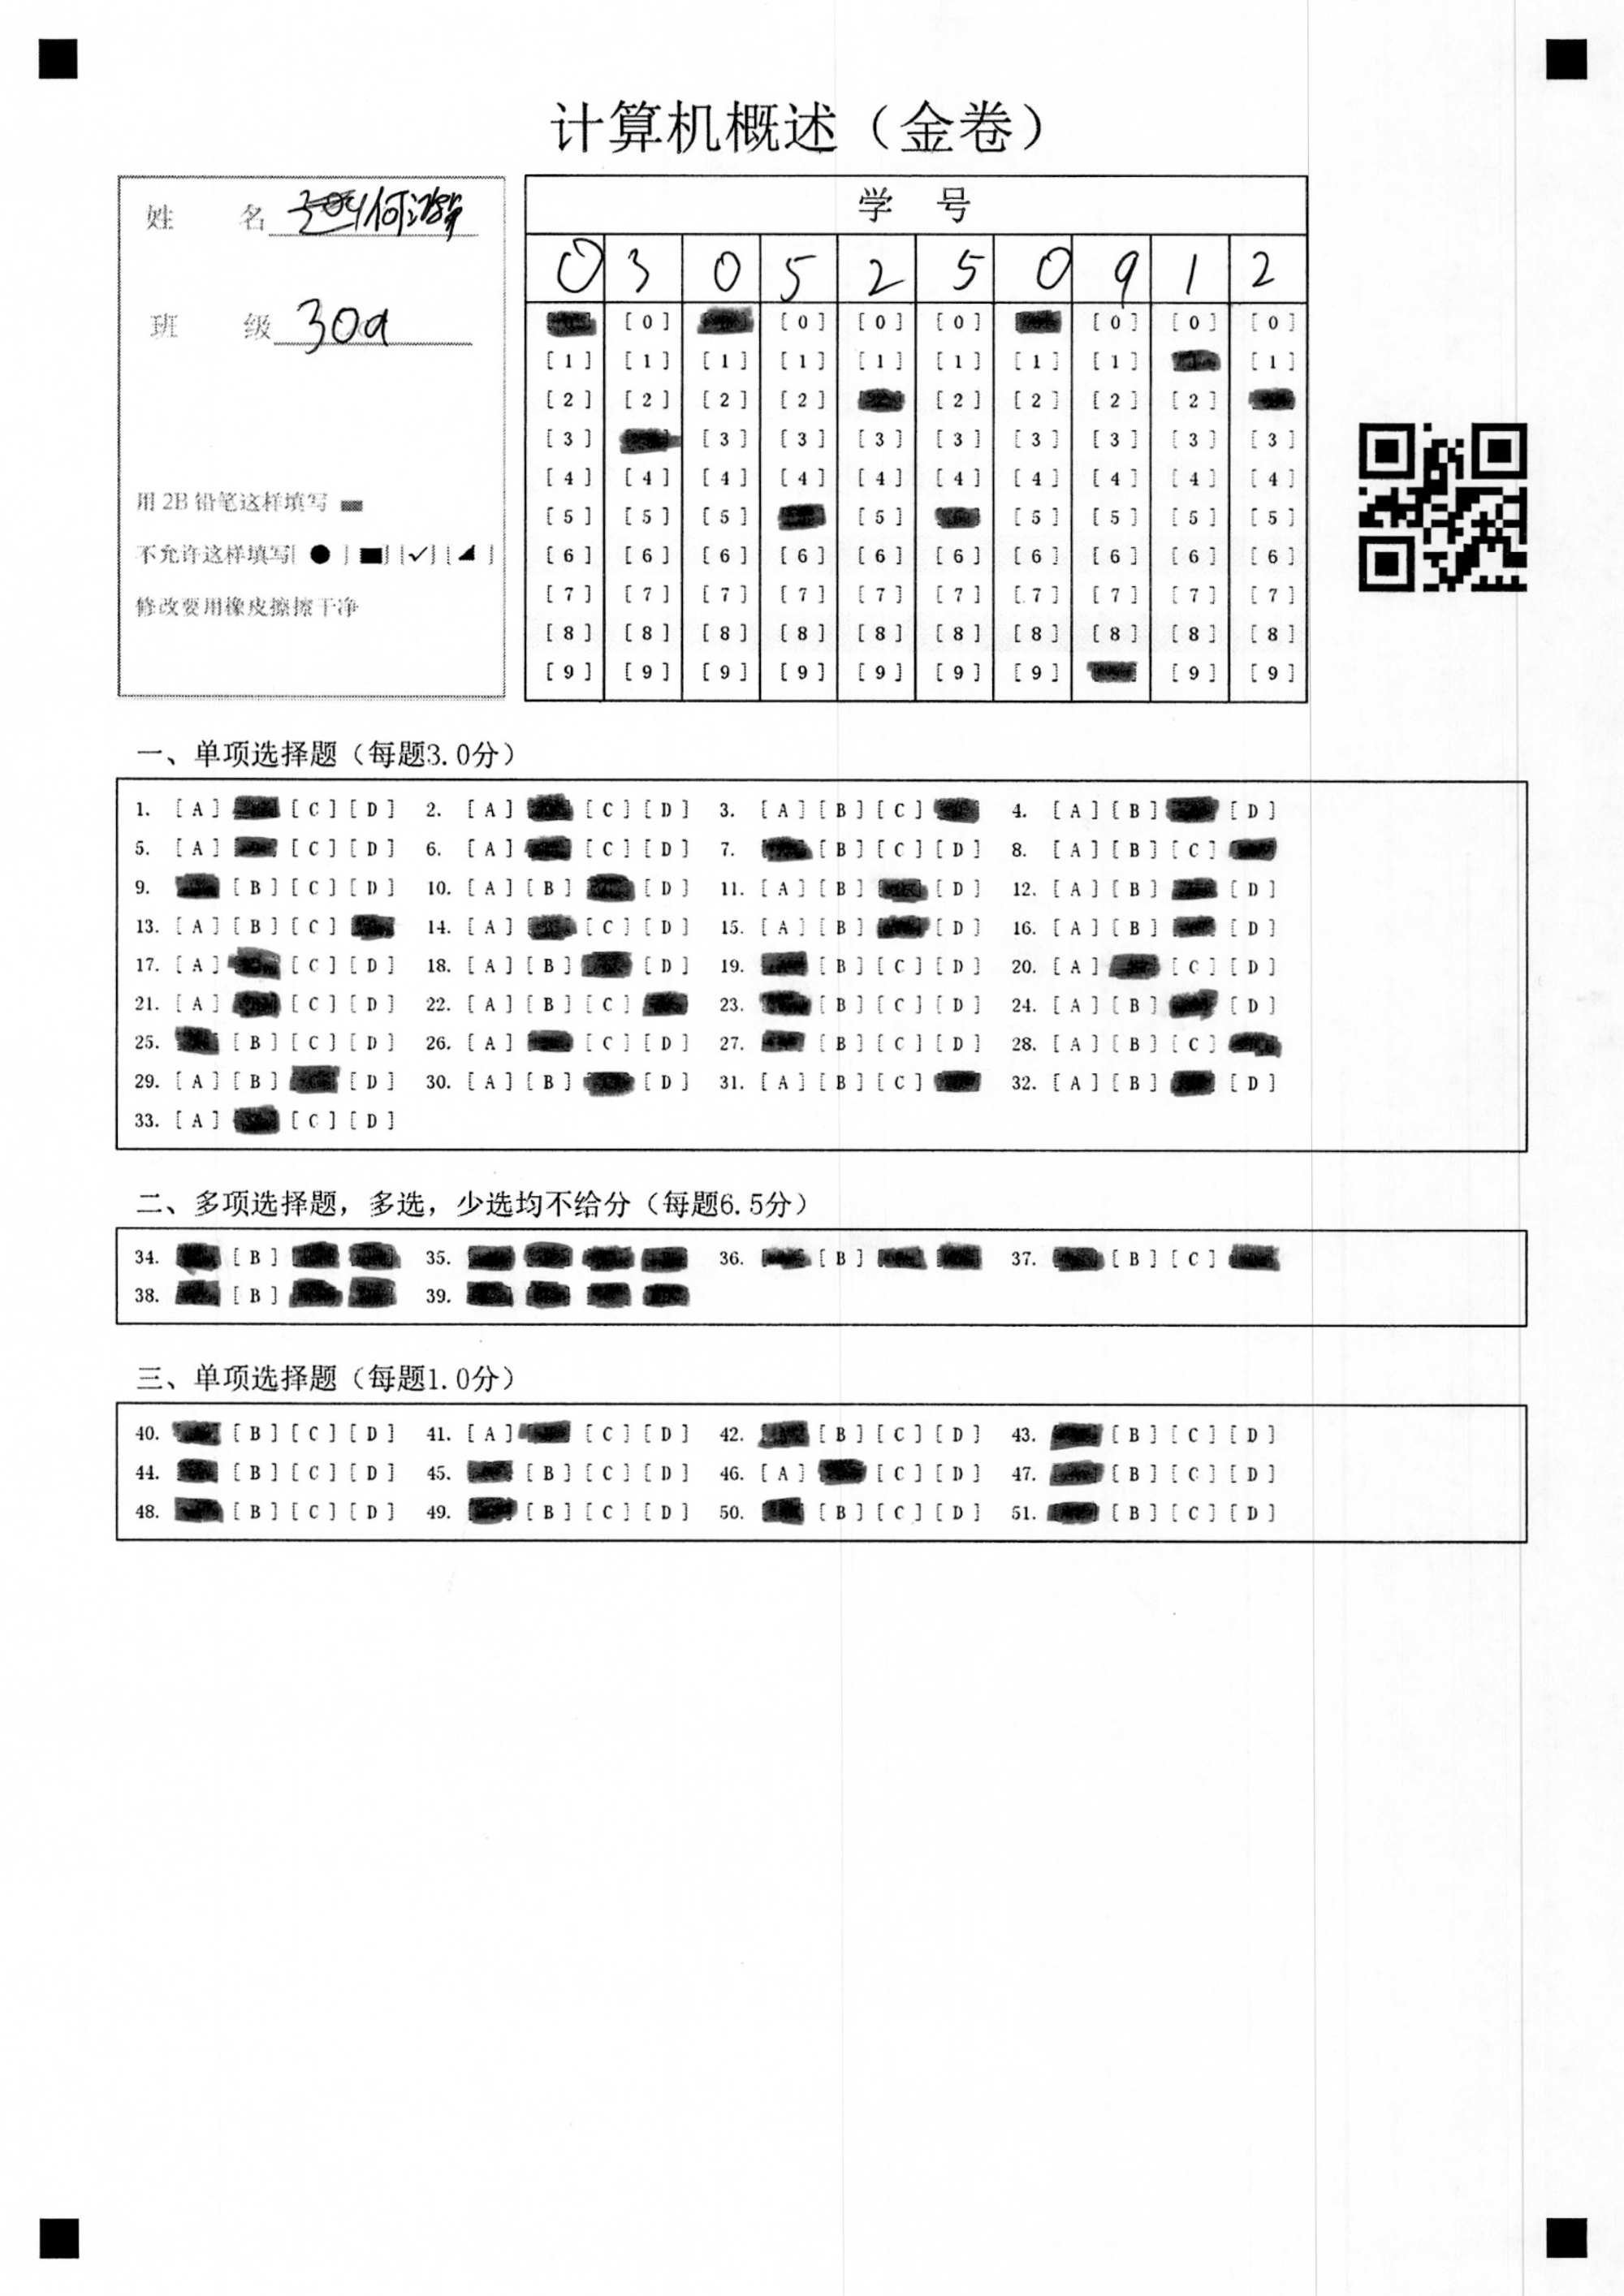 计算机概述（金卷）
姓 名 何
班 级 309
用 2B 铅笔这样填写
不允许这样填写[ ● ] [■] [✓] [◢ ]
修改要用橡皮擦擦干净
学 号
0 3 0 5 2 5 0 9 1 2
[0] [0] [0] [0] [0] [0] [0]
[1] [1] [1] [1] [1] [1] [1] [1] [1]
[2] [2] [2] [2] [2] [2] [2] [2]
[3] [3] [3] [3] [3] [3] [3] [3] [3]
[4] [4] [4] [4] [4] [4] [4] [4] [4] [4]
[5] [5] [5] [5] [5] [5] [5] [5]
[6] [6] [6] [6] [6] [6] [6] [6] [6] [6]
[7] [7] [7] [7] [7] [7] [7] [7] [7] [7]
[8] [8] [8] [8] [8] [8] [8] [8] [8] [8]
[9] [9] [9] [9] [9] [9] [9] [9] [9]
一、单项选择题（每题3.0分）
1. [A] [C] [D] 2. [A] [C] [D] 3. [A] [B] [C] 4. [A] [B] [D]
5. [A] [C] [D] 6. [A] [C] [D] 7. [B] [C] [D] 8. [A] [B] [C]
9. [B] [C] [D] 10. [A] [B] [D] 11. [A] [B] [D] 12. [A] [B] [D]
13. [A] [B] [C] 14. [A] [C] [D] 15. [A] [B] [D] 16. [A] [B] [D]
17. [A] [C] [D] 18. [A] [B] [D] 19. [B] [C] [D] 20. [A] [C] [D]
21. [A] [C] [D] 22. [A] [B] [C] 23. [B] [C] [D] 24. [A] [B] [D]
25. [B] [C] [D] 26. [A] [C] [D] 27. [B] [C] [D] 28. [A] [B] [C]
29. [A] [B] [D] 30. [A] [B] [D] 31. [A] [B] [C] 32. [A] [B] [D]
33. [A] [C] [D]
二、多项选择题，多选，少选均不给分（每题6.5分）
34. [B] 35. 36. [B] 37. [B] [C]
38. [B] 39.
三、单项选择题（每题1.0分）
40. [B] [C] [D] 41. [A] [C] [D] 42. [B] [C] [D] 43. [B] [C] [D]
44. [B] [C] [D] 45. [B] [C] [D] 46. [A] [C] [D] 47. [B] [C] [D]
48. [B] [C] [D] 49. [B] [C] [D] 50. [B] [C] [D] 51. [B] [C] [D]